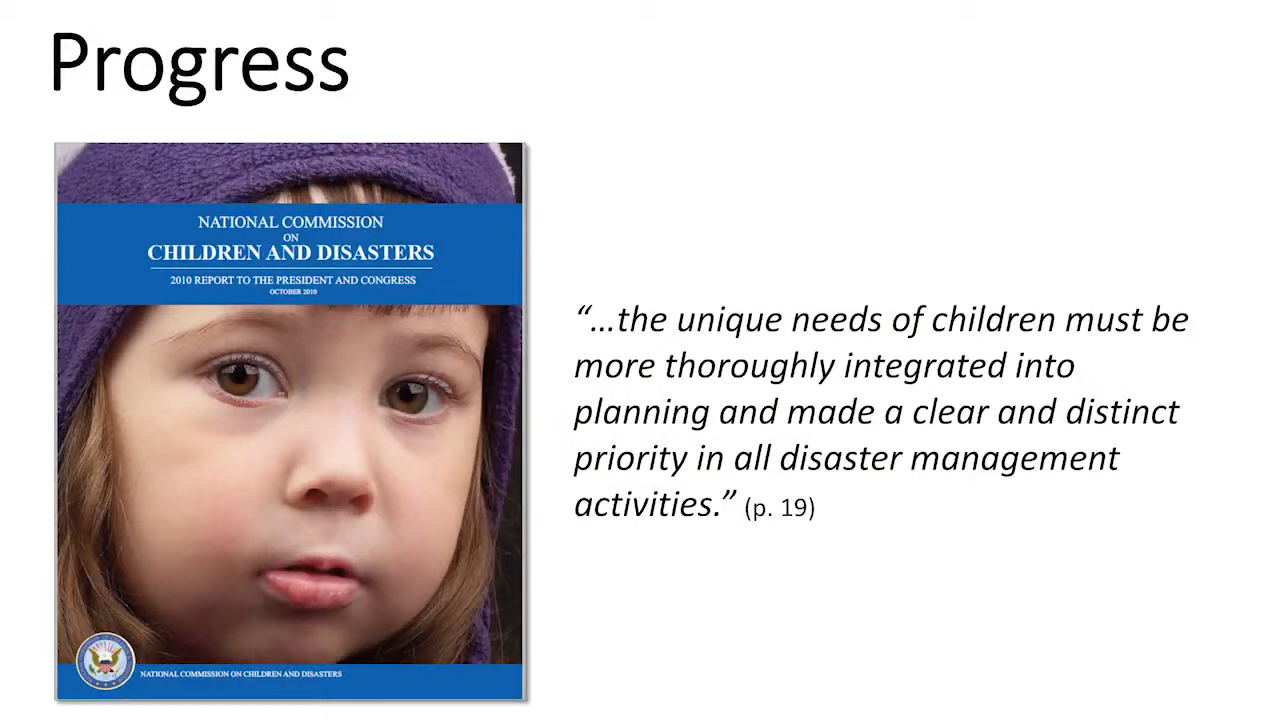 Progress
NATIONAL COMMISSION
ON
CHILDREN AND DISASTERS
2010 REPORT TO THE PRESIDENT AND CONGRESS
OCTOBER 2010
“…the unique needs of children must be
more thoroughly integrated into
planning and made a clear and distinct
priority in all disaster management
activities.” (p. 19)
NATIONAL COMMISSION ON CHILDREN AND DISASTERS